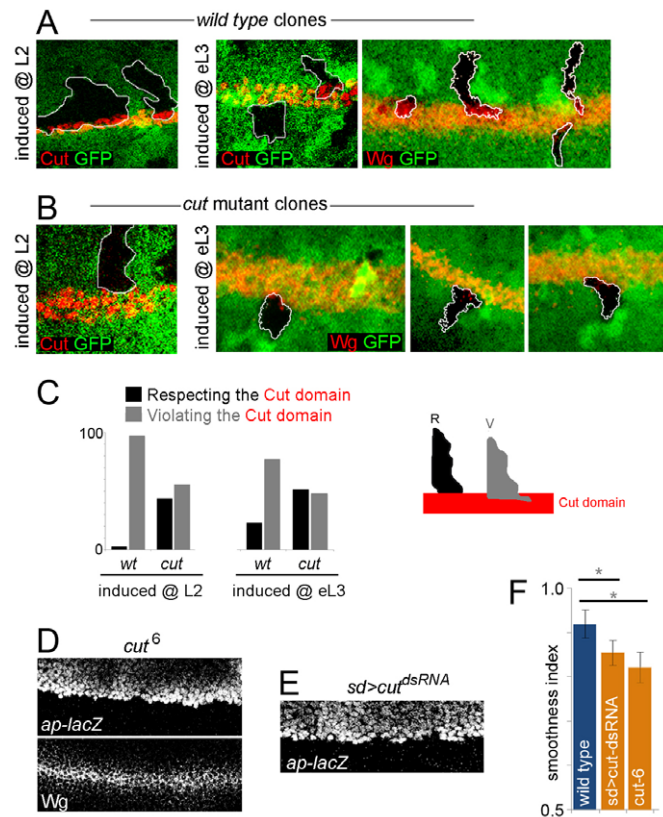 A
wild type clones
induced @ L2
Cut GFP
induced @ eL3
Cut GFP
Wg GFP
B
cut mutant clones
induced @ L2
Cut GFP
induced @ eL3
Wg GFP
C
Respecting the Cut domain
Violating the Cut domain
100
0
wt cut wt cut
induced @ L2 induced @ eL3
R V
Cut domain
D
cut6
ap-lacZ
Wg
E
sd>cutdsRNA
ap-lacZ
F
* 
*
1.0
0.5
smoothness index
wild type
sd>cut-dsRNA
cut-6